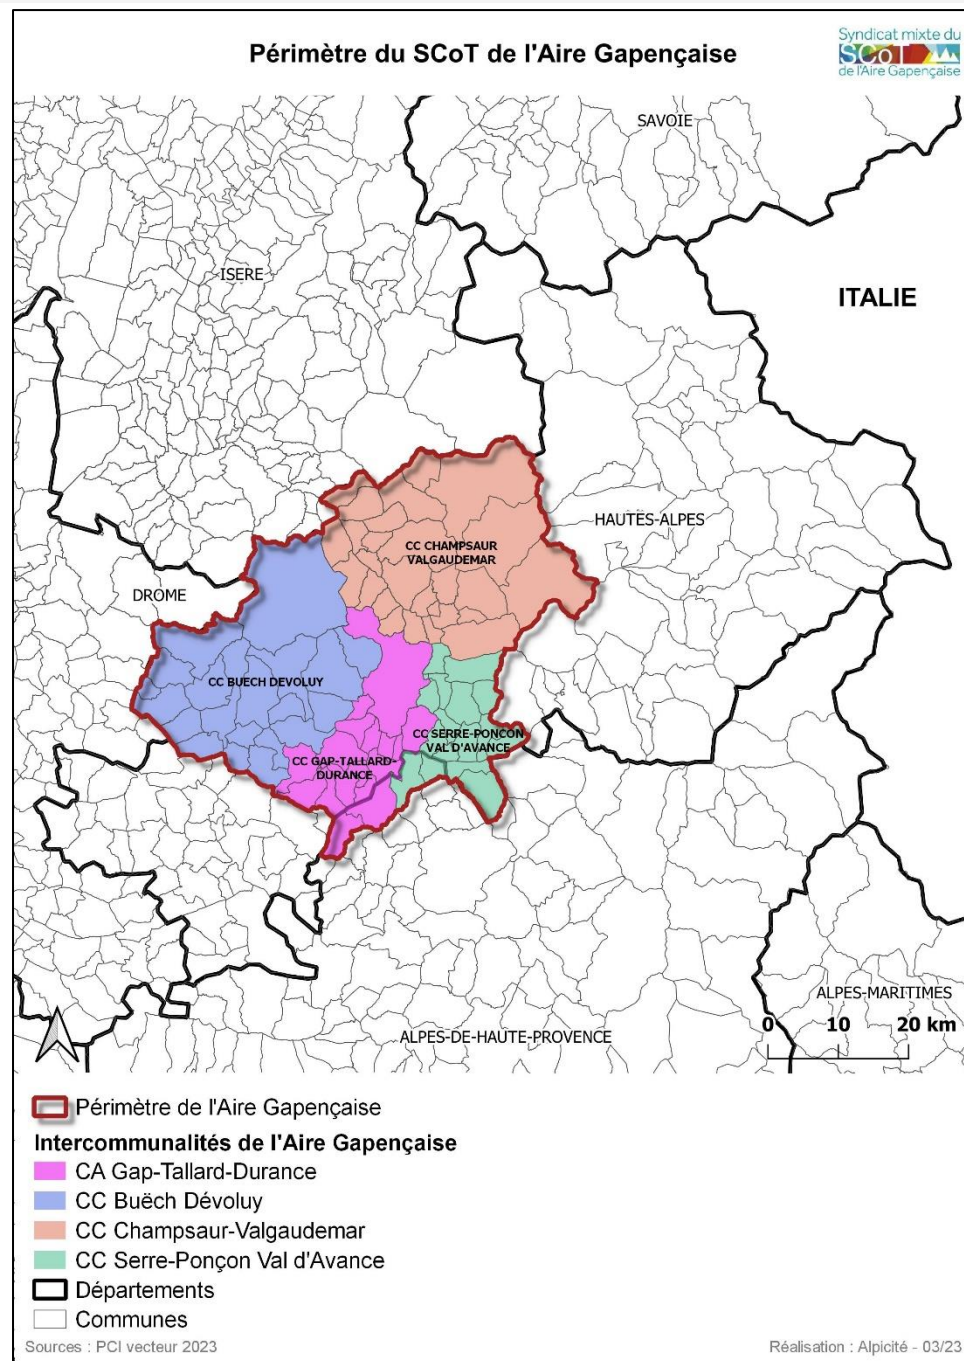 Périmètre du SCoT de l'Aire Gapençaise
Syndicat mixte du
SCoT
de l'Aire Gapençaise
SAVOIE
ISERE
ITALIE
HAUTES-ALPES
CC CHAMPSAUR
VALGAUDEMAR
DROME
CC BUECH DEVOLUY
CC SERRE-PONCON
VAL D'AVANCE
CC GAP-TALLARD-
DURANCE
ALPES-MARITIMES
ALPES-DE-HAUTE-PROVENCE
0 10 20 km
Périmètre de l'Aire Gapençaise
Intercommunalités de l'Aire Gapençaise
CA Gap-Tallard-Durance
CC Buëch Dévoluy
CC Champsaur-Valgaudemar
CC Serre-Ponçon Val d'Avance
Départements
Communes
Sources : PCI vecteur 2023
Réalisation : Alpicité - 03/23